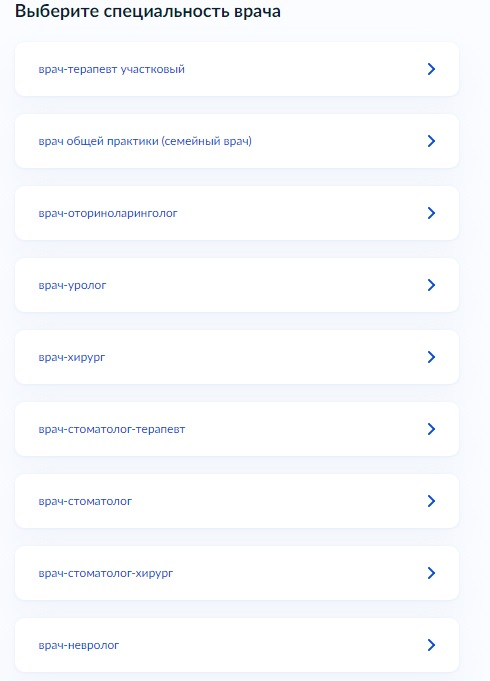 Выберите специальность врача
врач-терапевт участковый
врач общей практики (семейный врач)
врач-оториноларинголог
врач-уролог
врач-хирург
врач-стоматолог-терапевт
врач-стоматолог
врач-стоматолог-хирург
врач-невролог